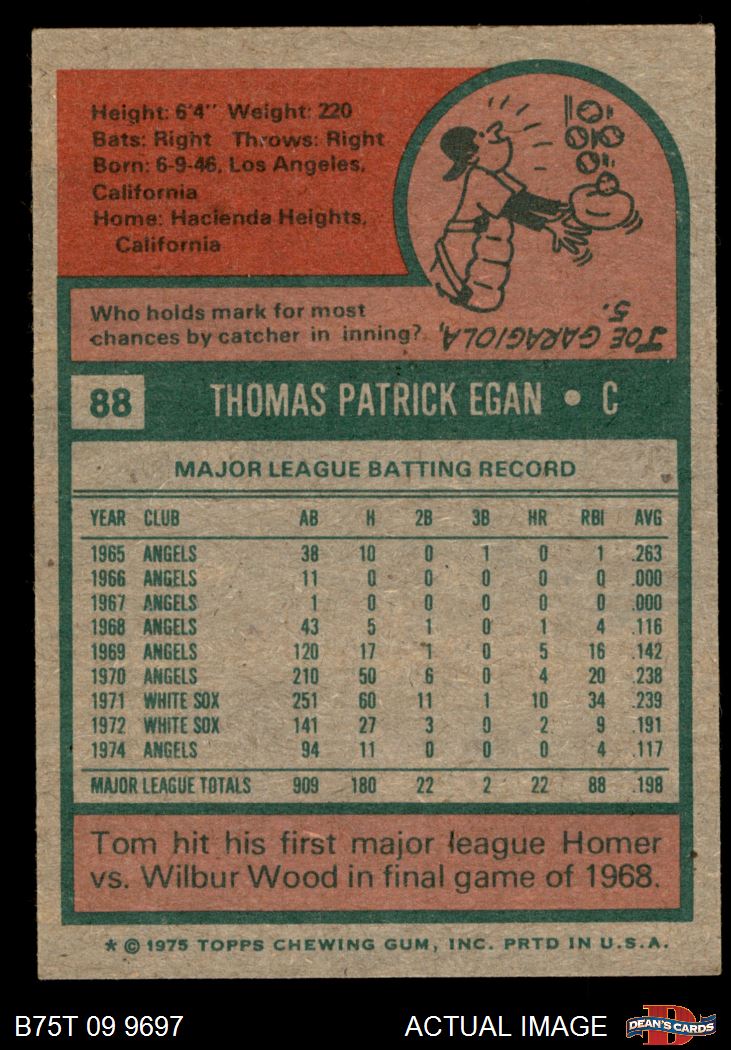 Height: 6'4" Weight: 220
Bats: Right Throws: Right
Born: 6-9-46, Los Angeles,
California
Home: Hacienda Heights,
California
Who holds mark for most
chances by catcher in inning?
JOE GARAGIOLA,
5.
88 THOMAS PATRICK EGAN • C
MAJOR LEAGUE BATTING RECORD
YEAR CLUB AB H 2B 3B HR RBI AVG
1965 ANGELS 38 10 0 1 0 1 .263
1966 ANGELS 11 0 0 0 0 0 .000
1967 ANGELS 1 0 0 0 0 0 .000
1968 ANGELS 43 5 1 0 1 4 .116
1969 ANGELS 120 17 1 0 5 16 .142
1970 ANGELS 210 50 6 0 4 20 .238
1971 WHITE SOX 251 60 11 1 10 34 .239
1972 WHITE SOX 141 27 3 0 2 9 .191
1974 ANGELS 94 11 0 0 0 4 .117
MAJOR LEAGUE TOTALS 909 180 22 2 22 88 .198
Tom hit his first major league Homer
vs. Wilbur Wood in final game of 1968.
* © 1975 TOPPS CHEWING GUM, INC. PRTD IN U.S.A.
B75T 09 9697 ACTUAL IMAGE DEAN'S CARDS